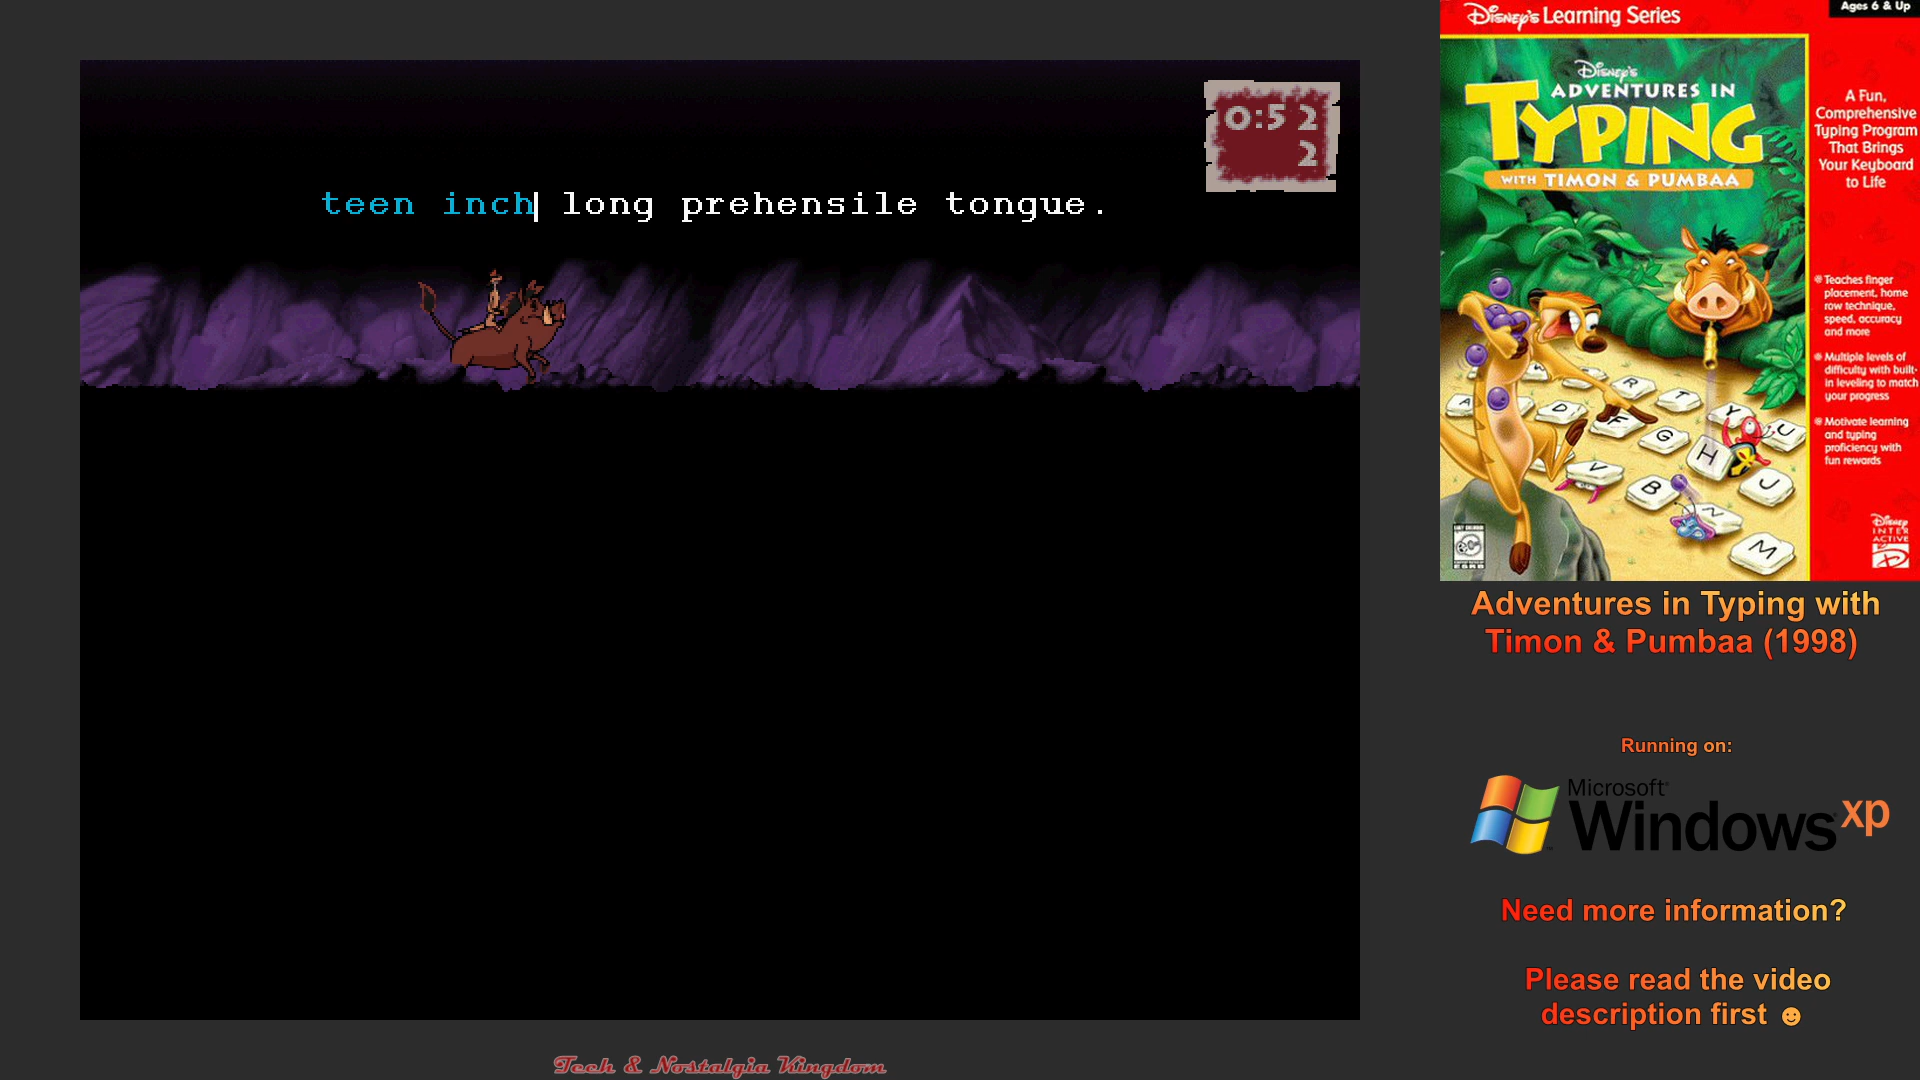 0:52
2
teen inch long prehensile tongue.
Disney's Learning Series
Ages 6 & Up
Disney's
ADVENTURES IN
TYPING
WITH TIMON & PUMBAA
A Fun,
Comprehensive
Typing Program
That Brings
Your Keyboard
to Life
Teaches finger
placement, home
row technique,
speed, accuracy
and more
Multiple levels of
difficulty with built-
in leveling to match
your progress
Motivate learning
and typing
proficiency with
fun rewards
R T Y U
A D F G H J
V B N M
Disney
INTER
ACTIVE
Adventures in Typing with
Timon & Pumbaa (1998)
Running on:
Microsoft
Windows xp
Need more information?
Please read the video
description first ☻
Tech & Nostalgia Kingdom